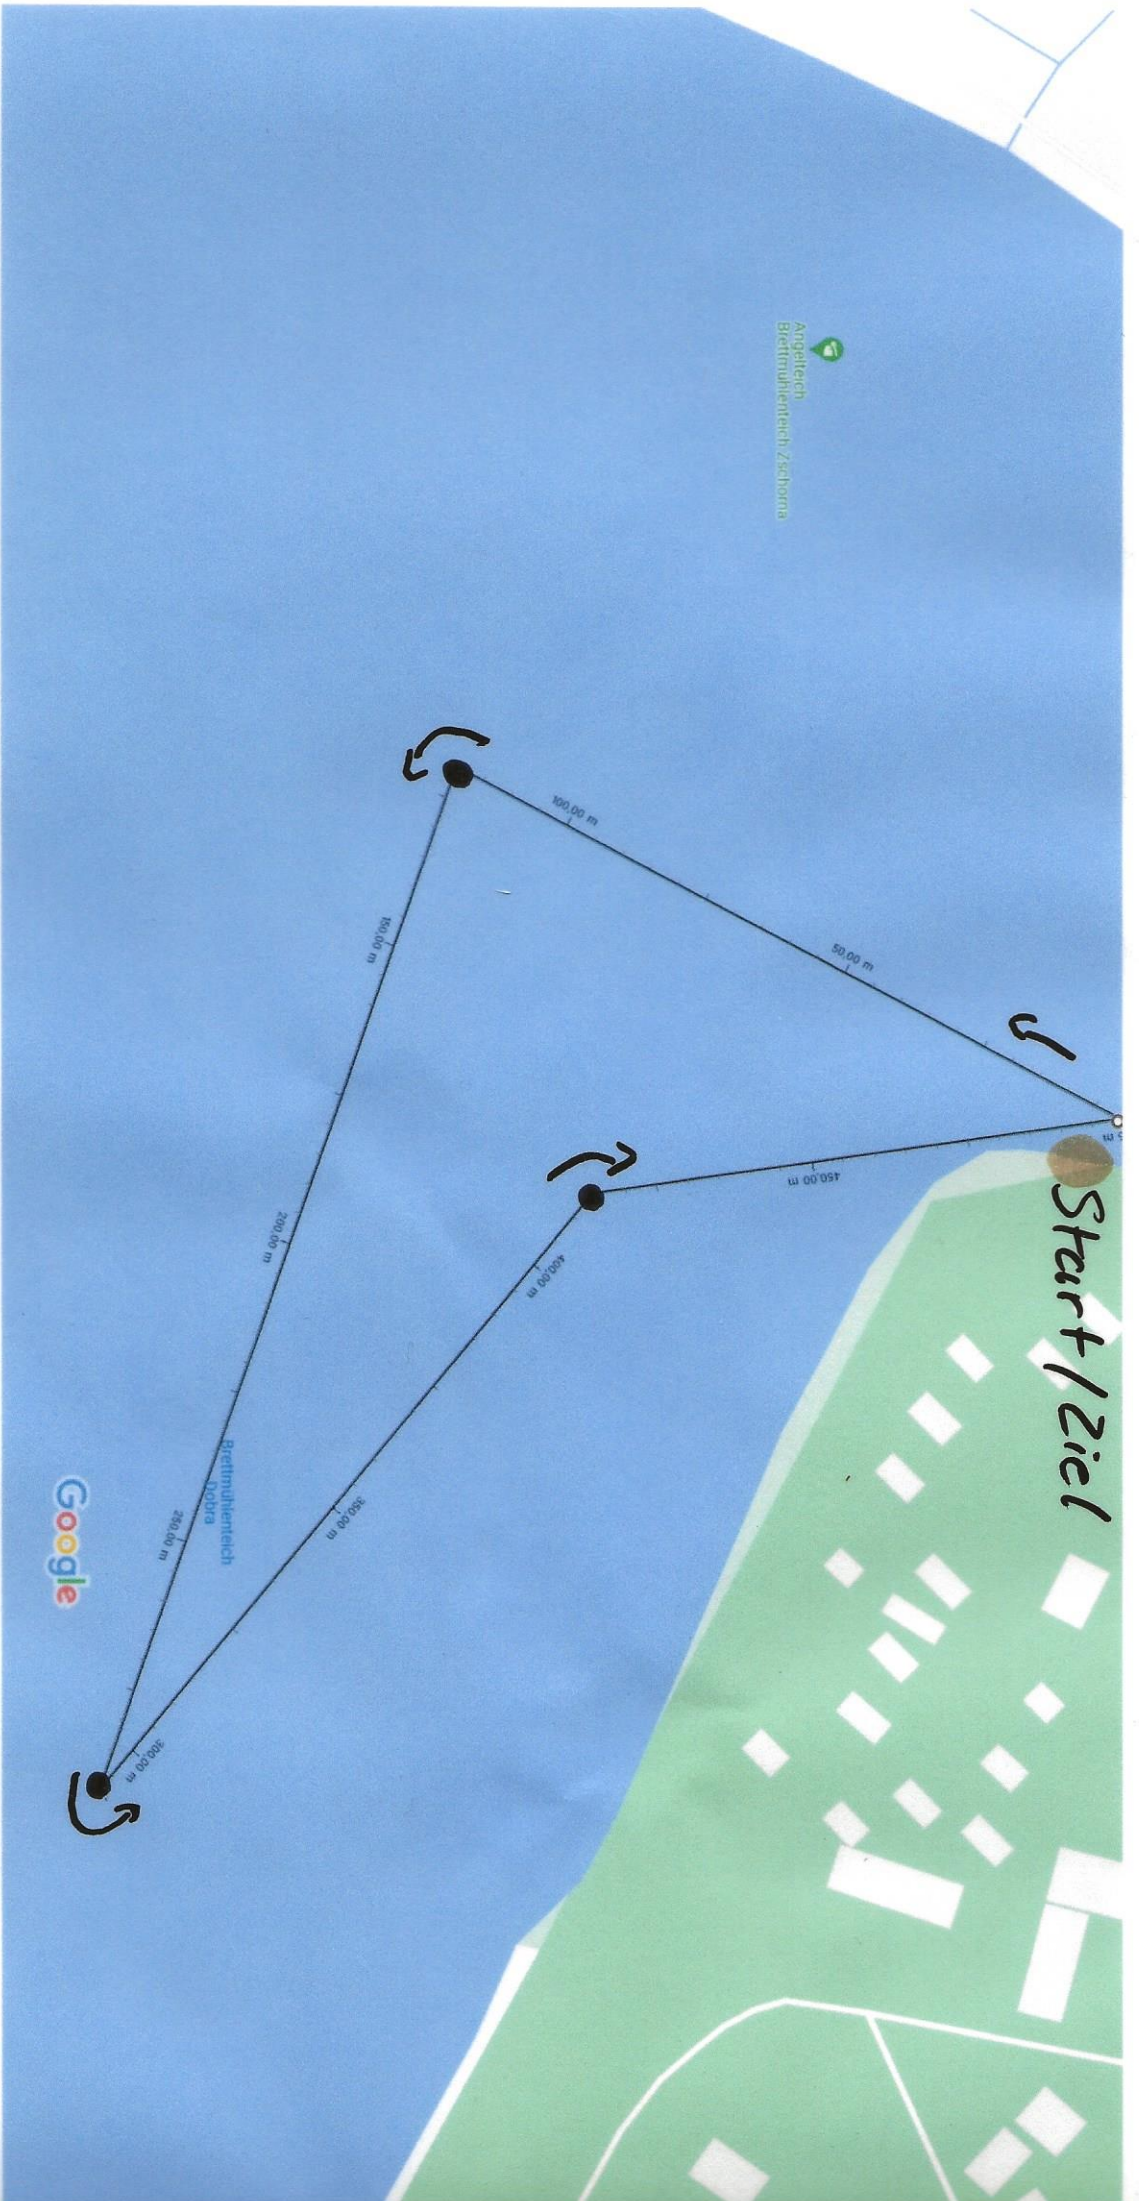 Angelteich
Brettmühlenteich Zschorna
100,00 m
50,00 m
150,00 m
Start/Ziel
450,00 m
200,00 m
400,00 m
Brettmühlenteich
Dobra
350,00 m
250,00 m
Google
300,00 m